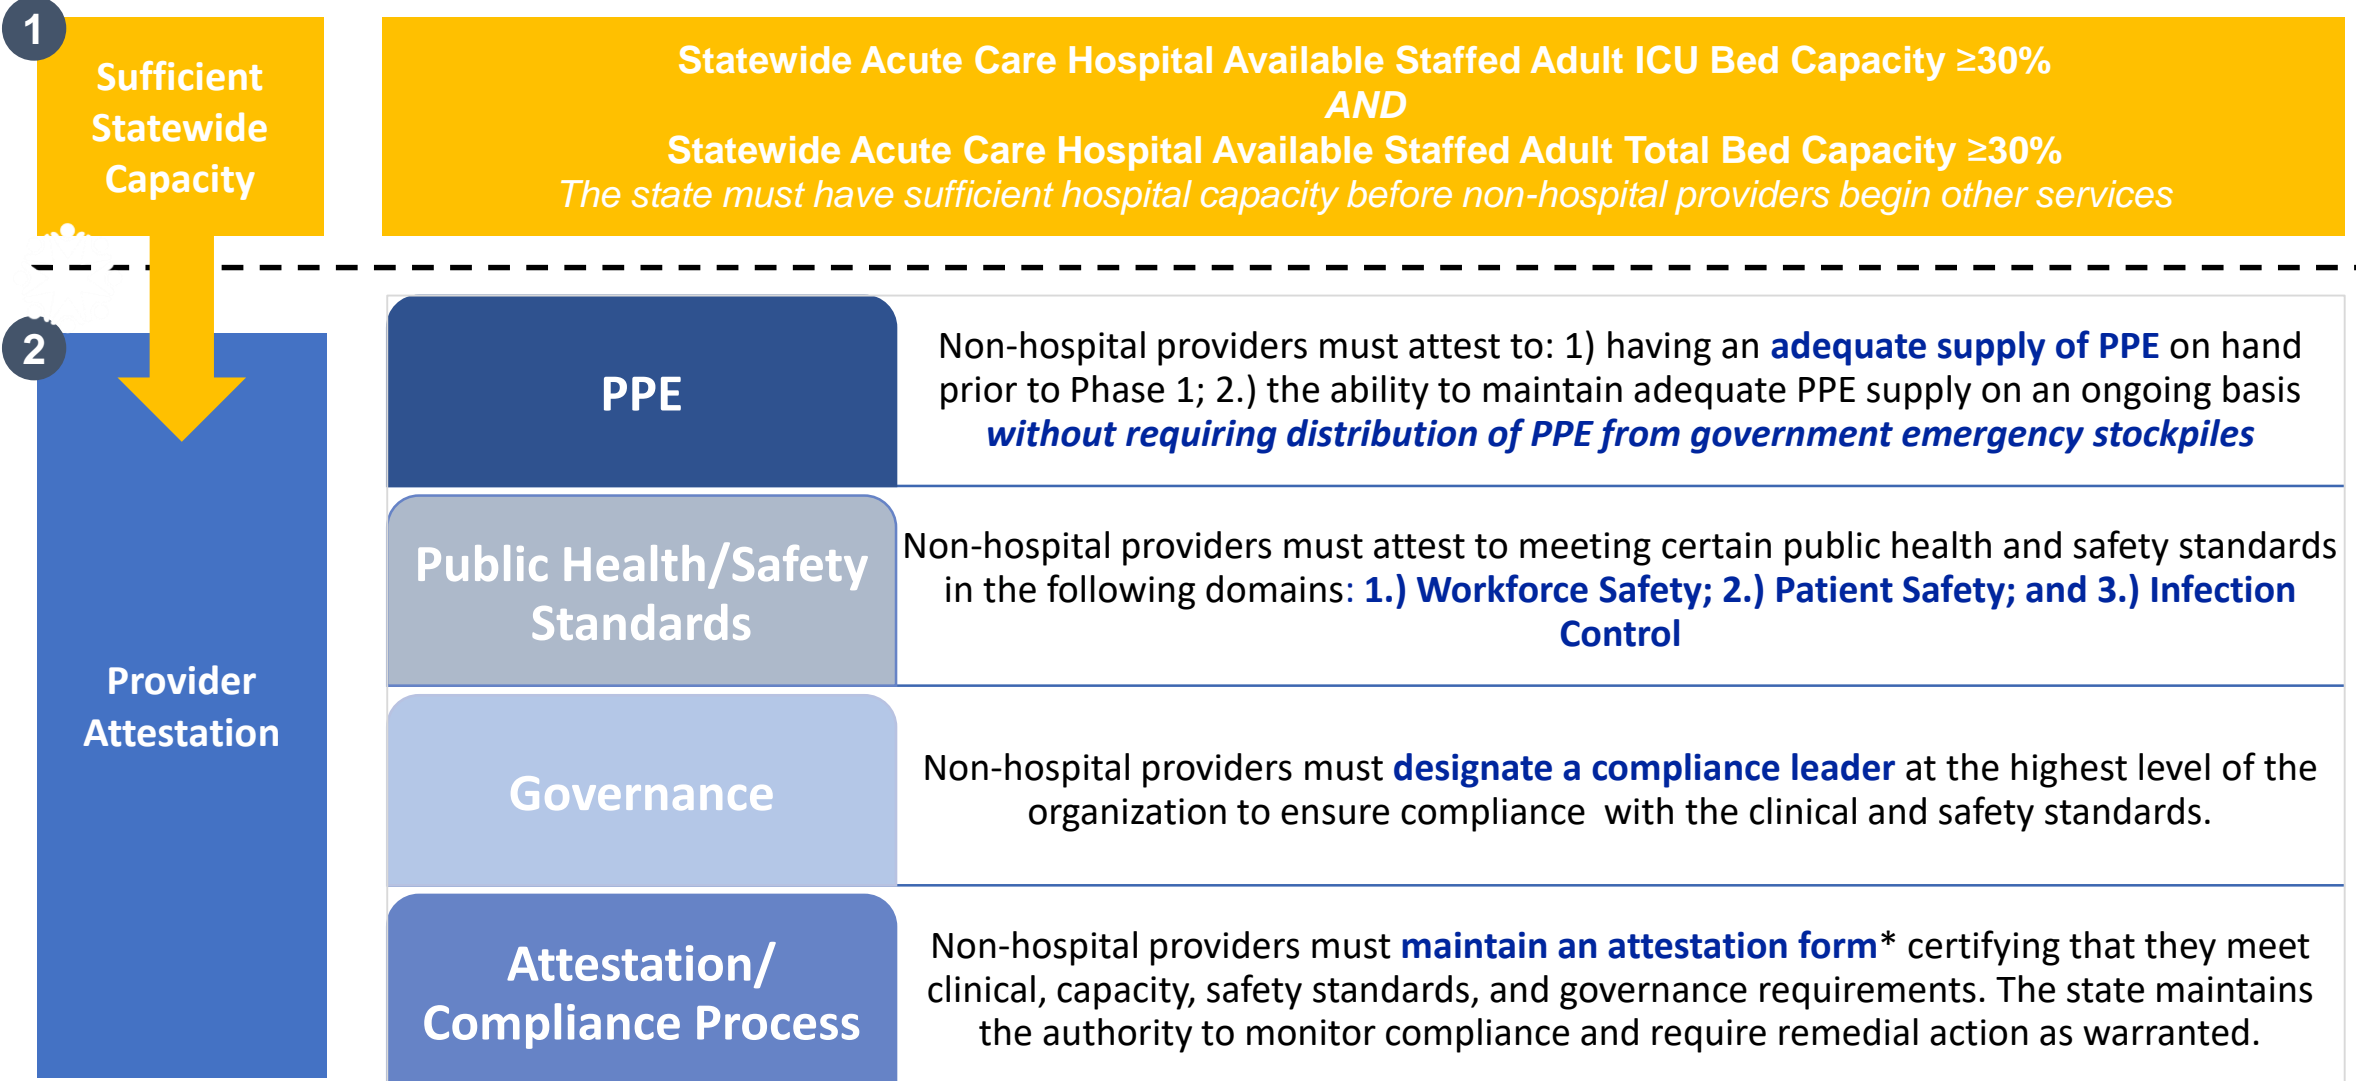 1
Sufficient
Statewide
Capacity
Statewide Acute Care Hospital Available Staffed Adult ICU Bed Capacity ≥30%
AND
Statewide Acute Care Hospital Available Staffed Adult Total Bed Capacity ≥30%
The state must have sufficient hospital capacity before non-hospital providers begin other services
2
Provider
Attestation
PPE
Non-hospital providers must attest to: 1) having an adequate supply of PPE on hand
prior to Phase 1; 2.) the ability to maintain adequate PPE supply on an ongoing basis
without requiring distribution of PPE from government emergency stockpiles
Public Health/Safety
Standards
Non-hospital providers must attest to meeting certain public health and safety standards
in the following domains: 1.) Workforce Safety; 2.) Patient Safety; and 3.) Infection
Control
Governance
Non-hospital providers must designate a compliance leader at the highest level of the
organization to ensure compliance  with the clinical and safety standards.
Attestation/
Compliance Process
Non-hospital providers must maintain an attestation form* certifying that they meet
clinical, capacity, safety standards, and governance requirements. The state maintains
the authority to monitor compliance and require remedial action as warranted.